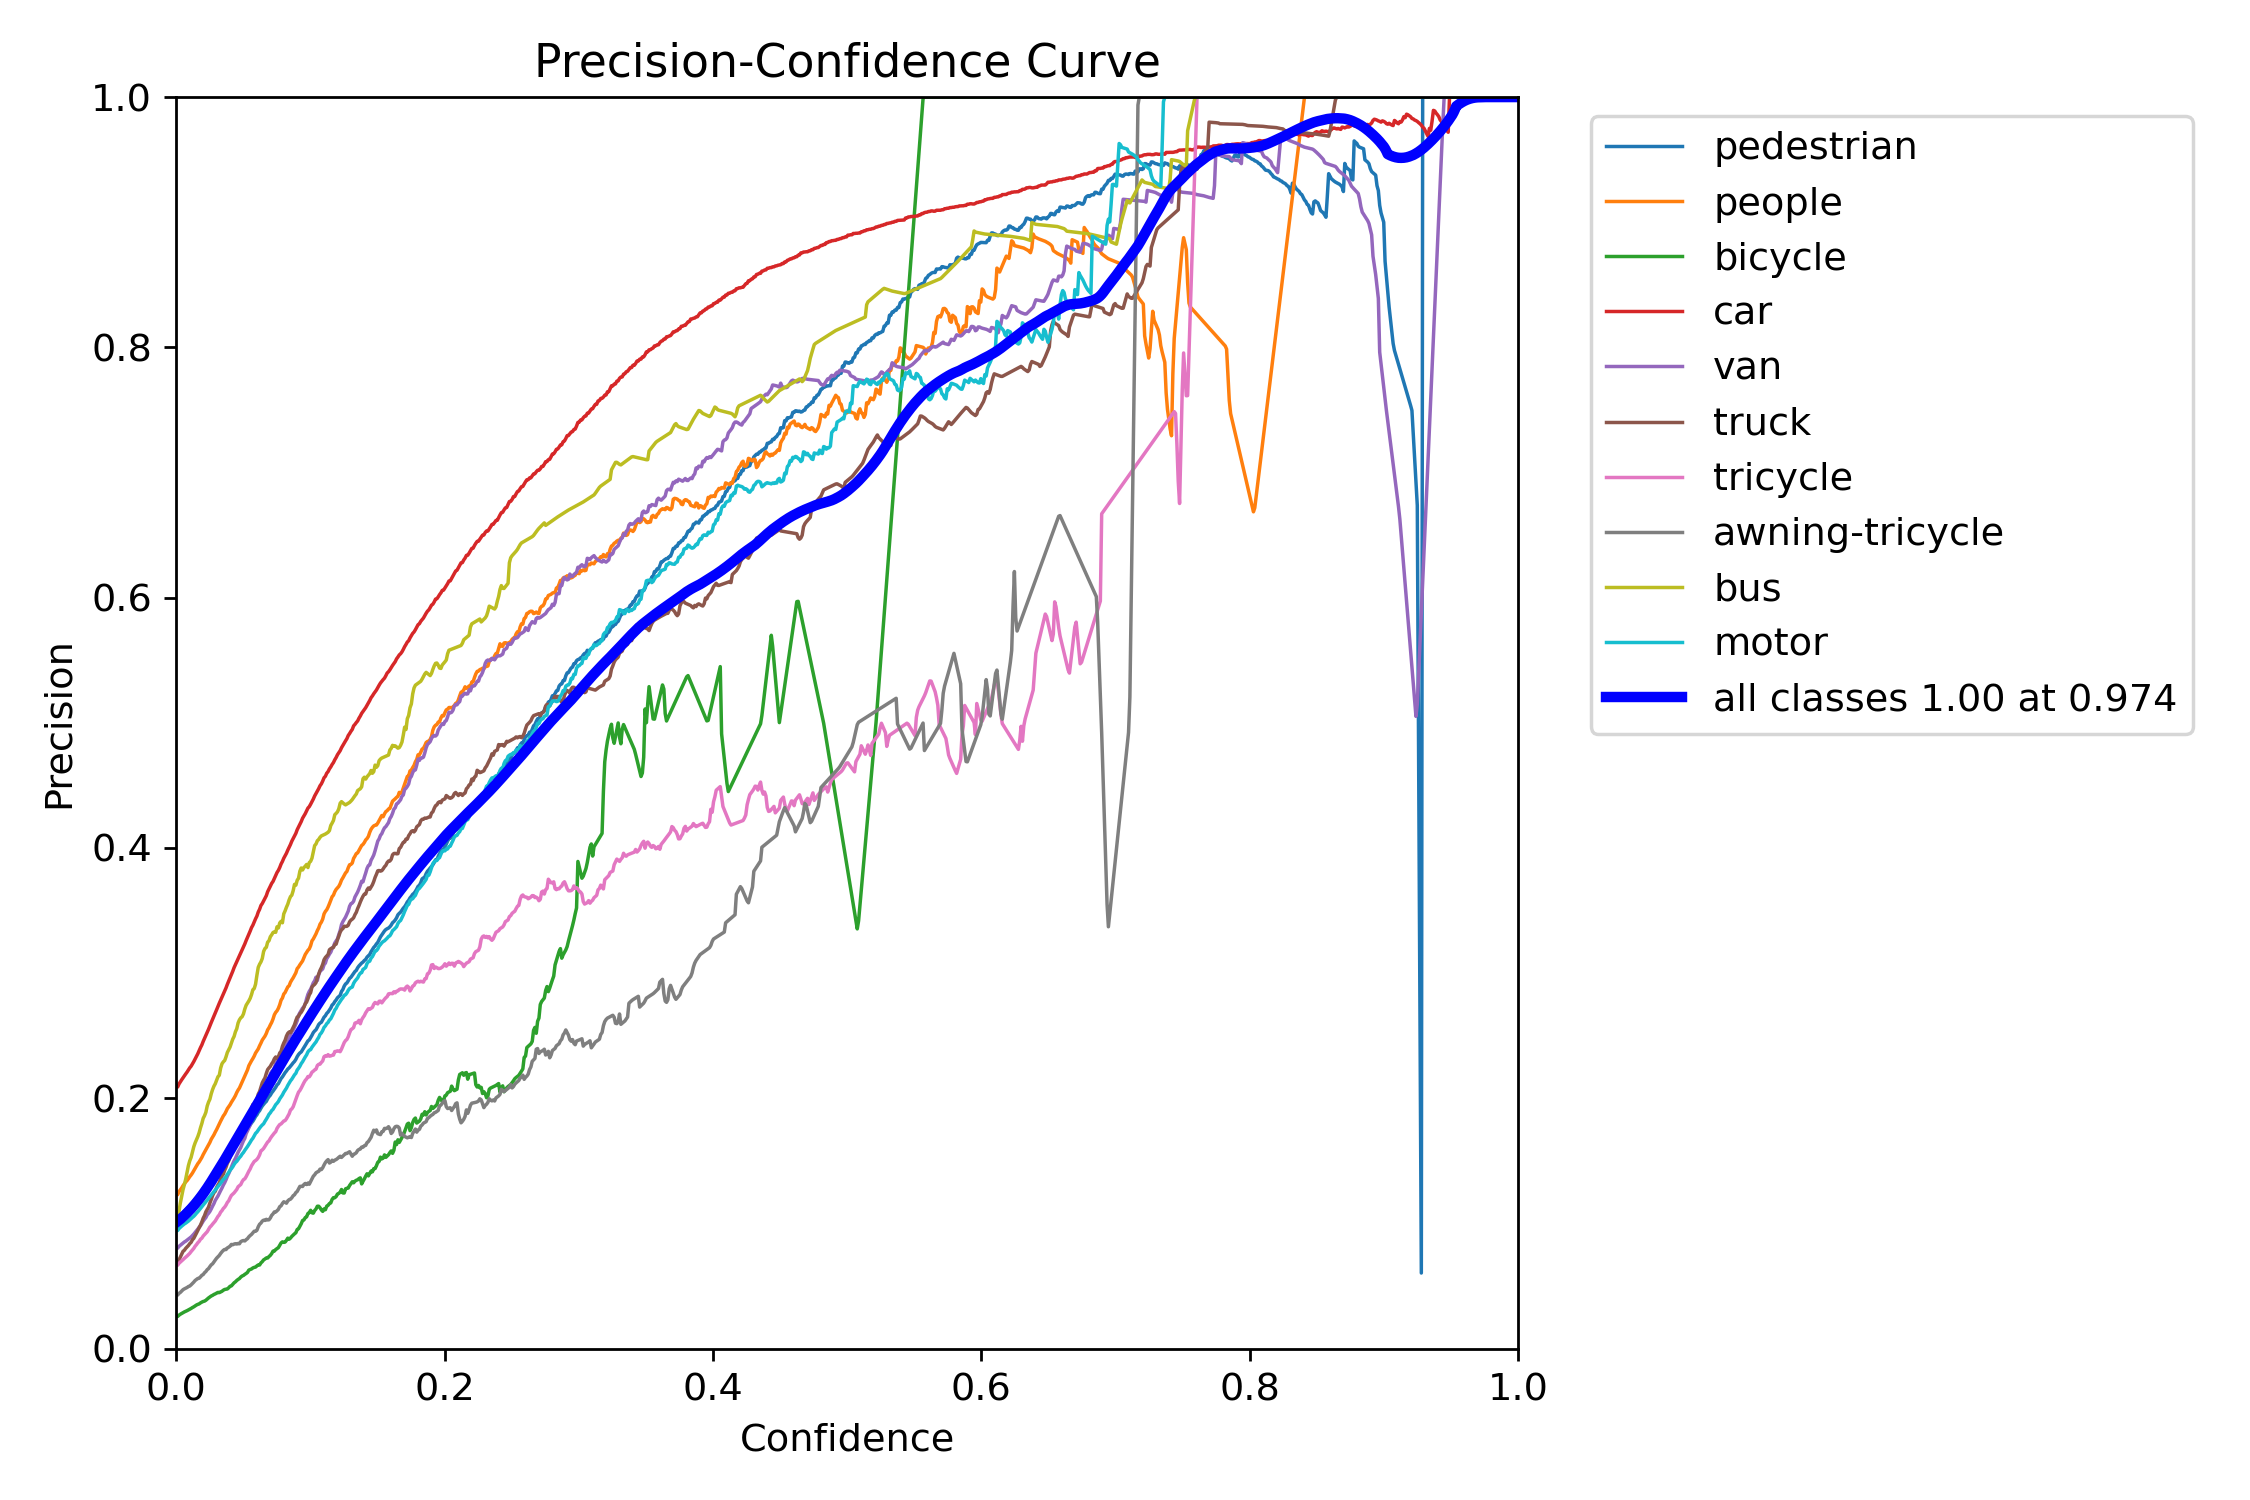 Precision-Confidence Curve
1.0
0.8
0.6
0.4
0.2
0.0
Precision
0.0 0.2 0.4 0.6 0.8 1.0
Confidence
pedestrian
people
bicycle
car
van
truck
tricycle
awning-tricycle
bus
motor
all classes 1.00 at 0.974